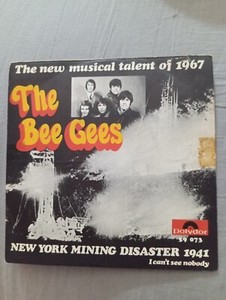 The new musical talent of 1967
The
Bee Gees
Polydor
59 073
NEW YORK MINING DISASTER 1941
I can't see nobody